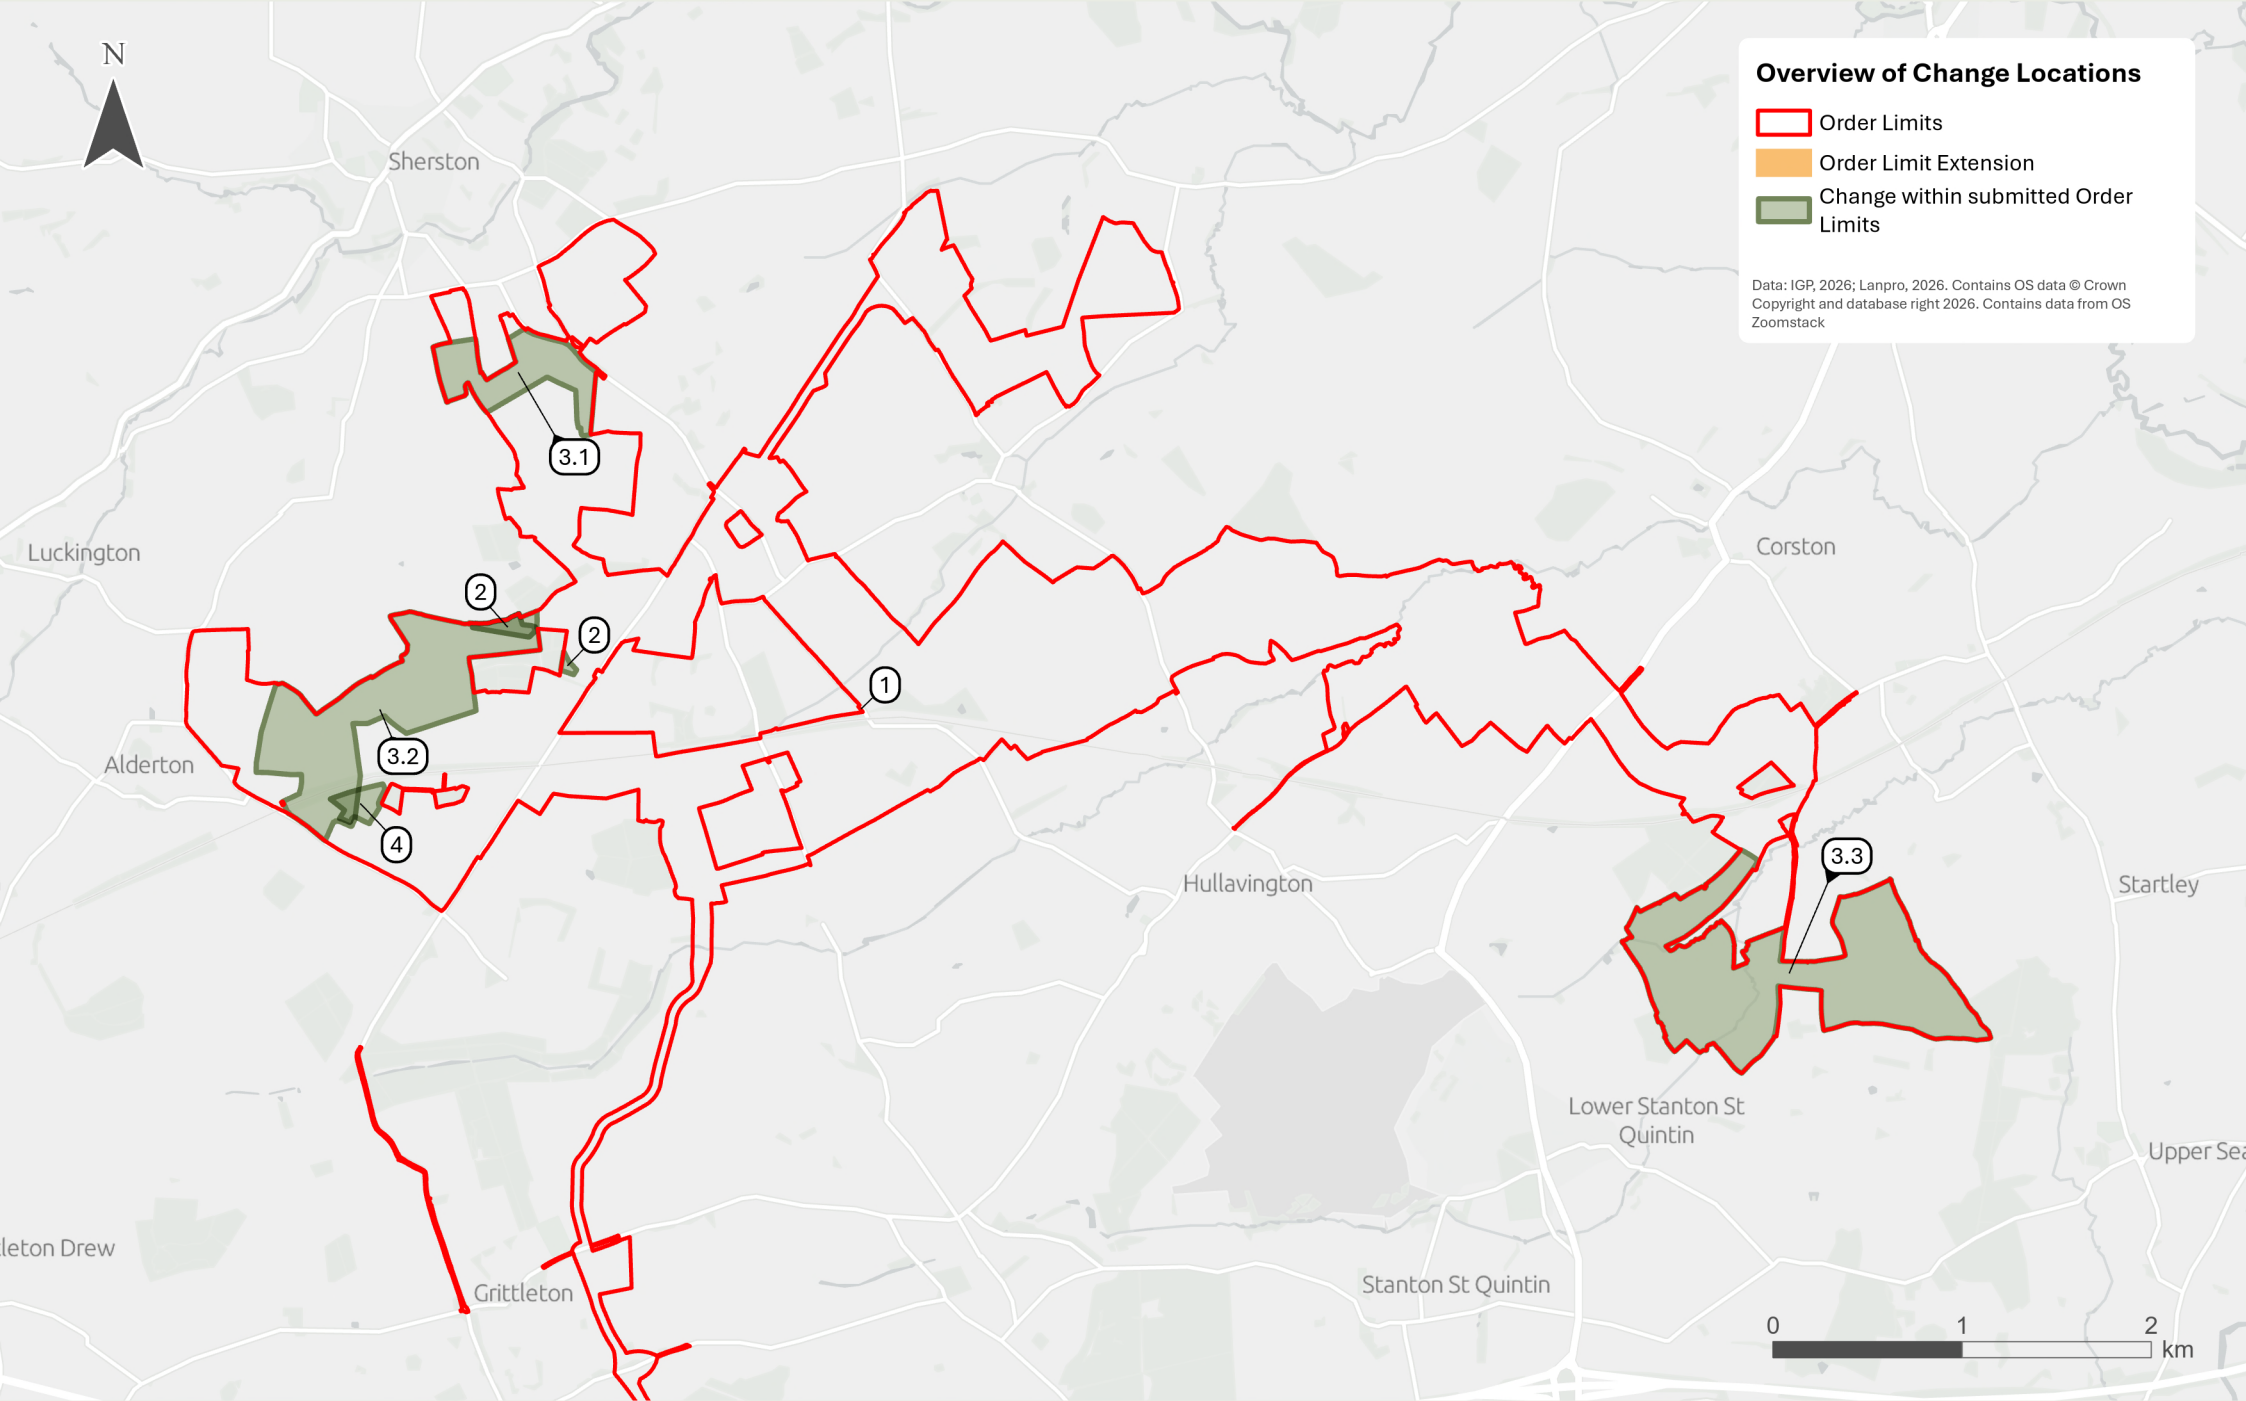 N
Overview of Change Locations
Order Limits
Order Limit Extension
Change within submitted Order
Limits
Data: IGP, 2026; Lanpro, 2026. Contains OS data © Crown
Copyright and database right 2026. Contains data from OS
Zoomstack
Sherston
3.1
Luckington
Corston
2
2
1
3.2
Alderton
4
3.3
Hullavington
Startley
Lower Stanton St
Quintin
Upper Sea
leton Drew
Grittleton
Stanton St Quintin
0 1 2
km